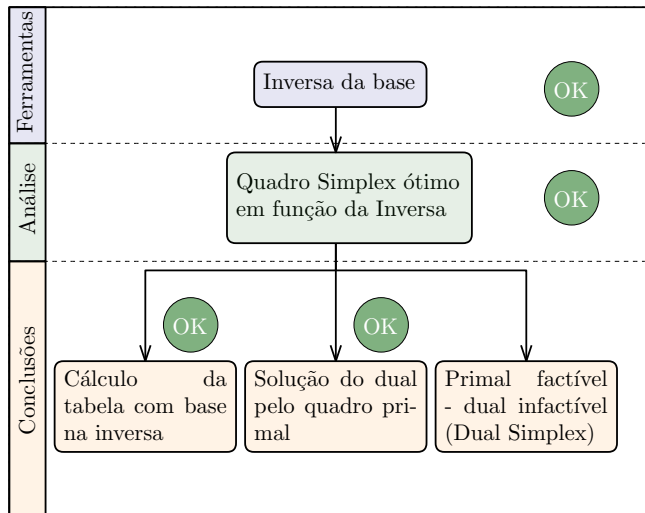 Ferramentas
Inversa da base
OK
Análise
Quadro Simplex ótimo
em função da Inversa
OK
Conclusões
OK
OK
Cálculo da
tabela com base
na inversa
Solução do dual
pelo quadro pri-
mal
Primal factível
- dual infactível
(Dual Simplex)